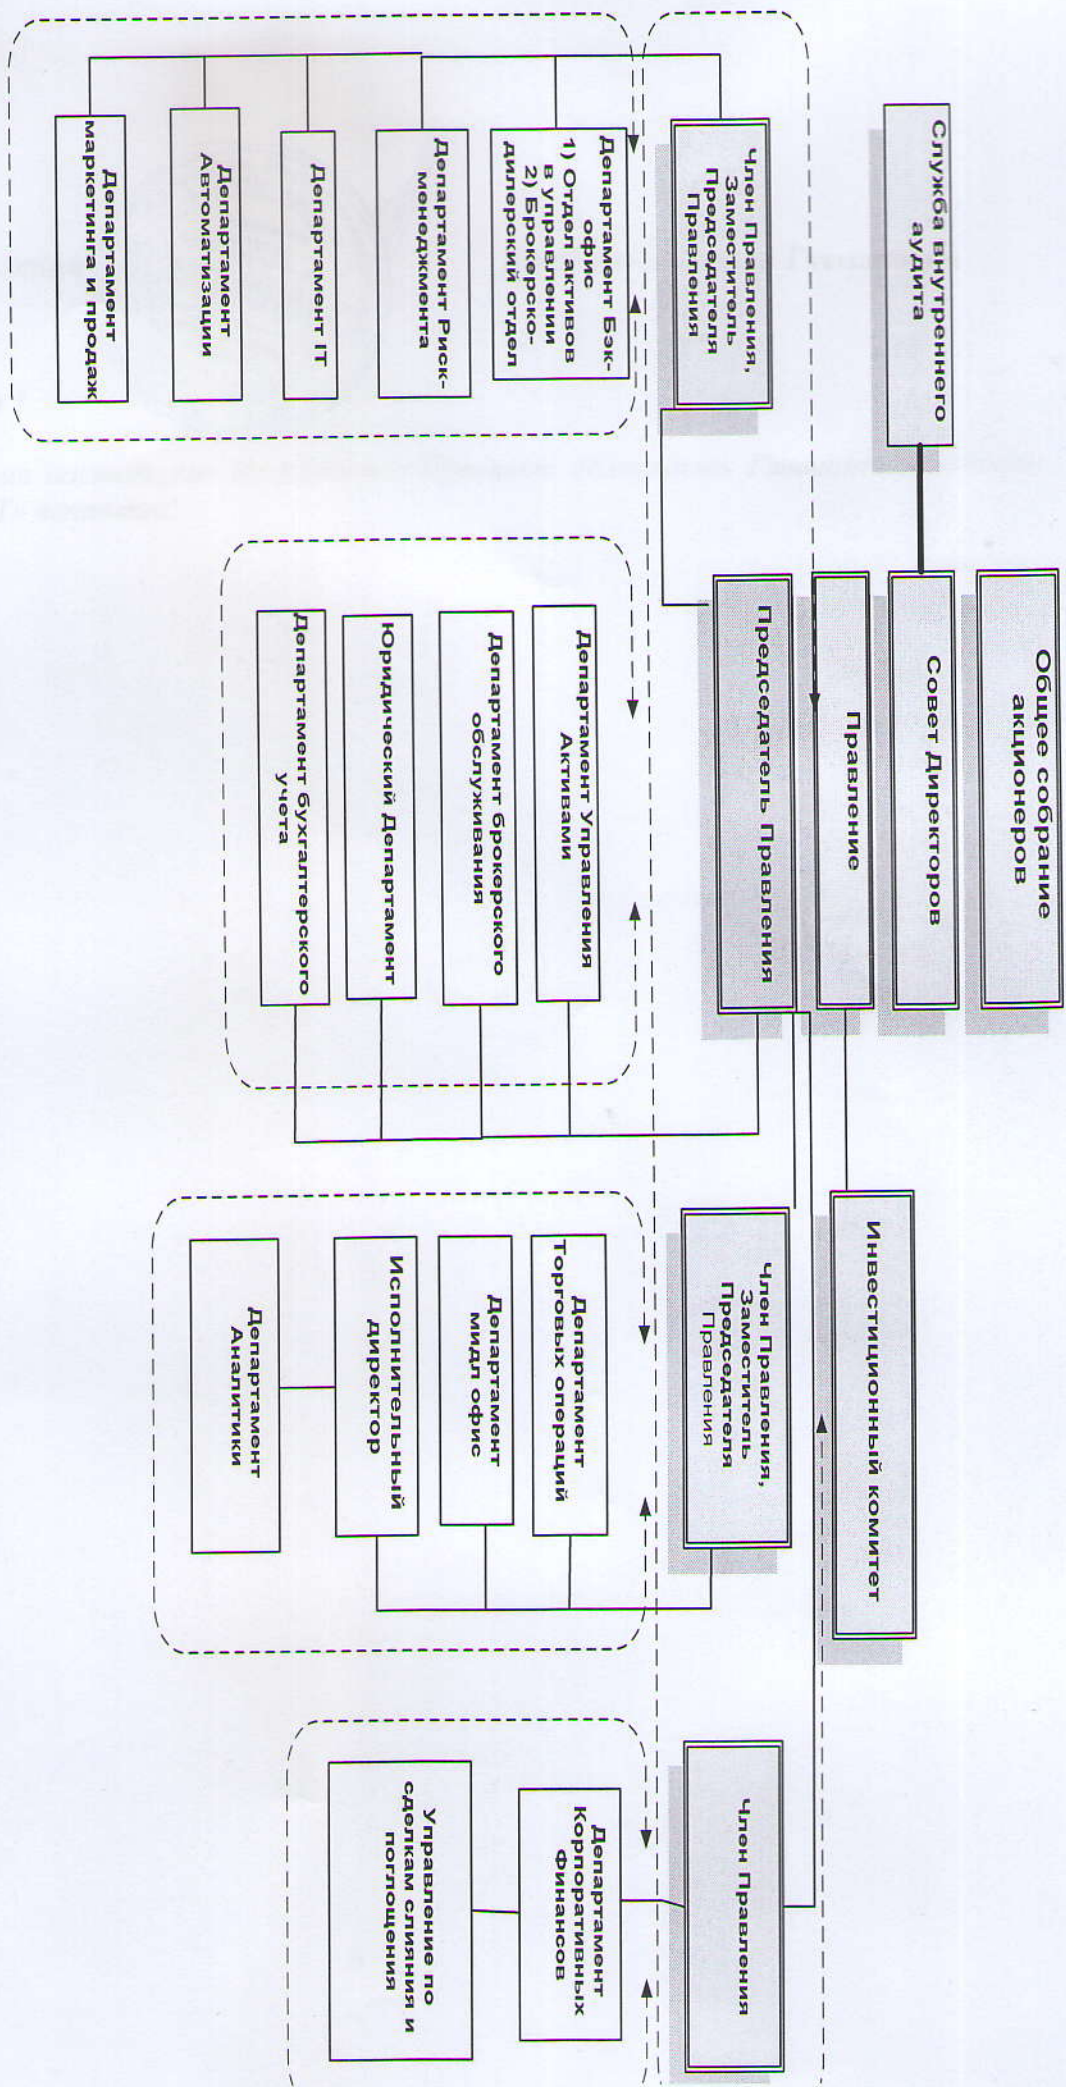 Общее собрание
акционеров
Служба внутреннего
аудита
Совет Директоров
Правление
Инвестиционный комитет
Председатель Правления
Член Правления,
Заместитель
Председателя
Правления
Член Правления,
Заместитель
Председателя
Правления
Член Правления
Департамент Бэк-
офис
1) Отдел активов
в управлении
2) Брокерско-
дилерский отдел
Департамент Риск-
менеджмента
Департамент IT
Департамент
Автоматизации
Департамент
маркетинга и продаж
Департамент Управления
Активами
Департамент брокерского
обслуживания
Юридический Департамент
Департамент бухгалтерского
учета
Департамент
Торговых операций
Департамент
мидл офис
Исполнительный
директор
Департамент
Аналитики
Департамент
Корпоративных
Финансов
Управление по
сделкам слияния и
поглощения